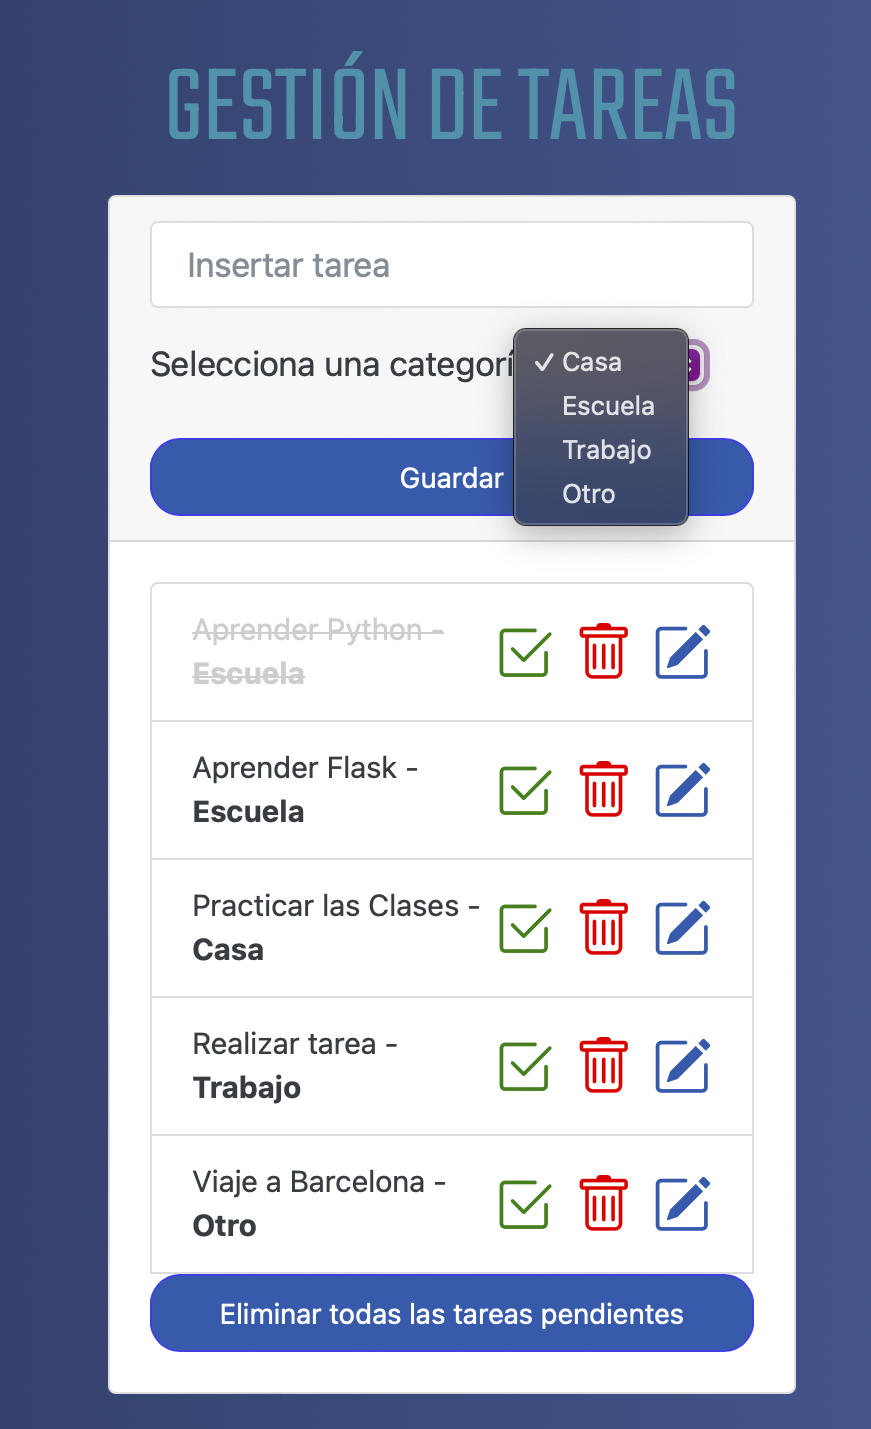 GESTIÓN DE TAREAS
Insertar tarea
Selecciona una categorí
✓ Casa
Escuela
Trabajo
Otro
Guardar
Aprender Python -
Escuela
Aprender Flask -
Escuela
Practicar las Clases -
Casa
Realizar tarea -
Trabajo
Viaje a Barcelona -
Otro
Eliminar todas las tareas pendientes